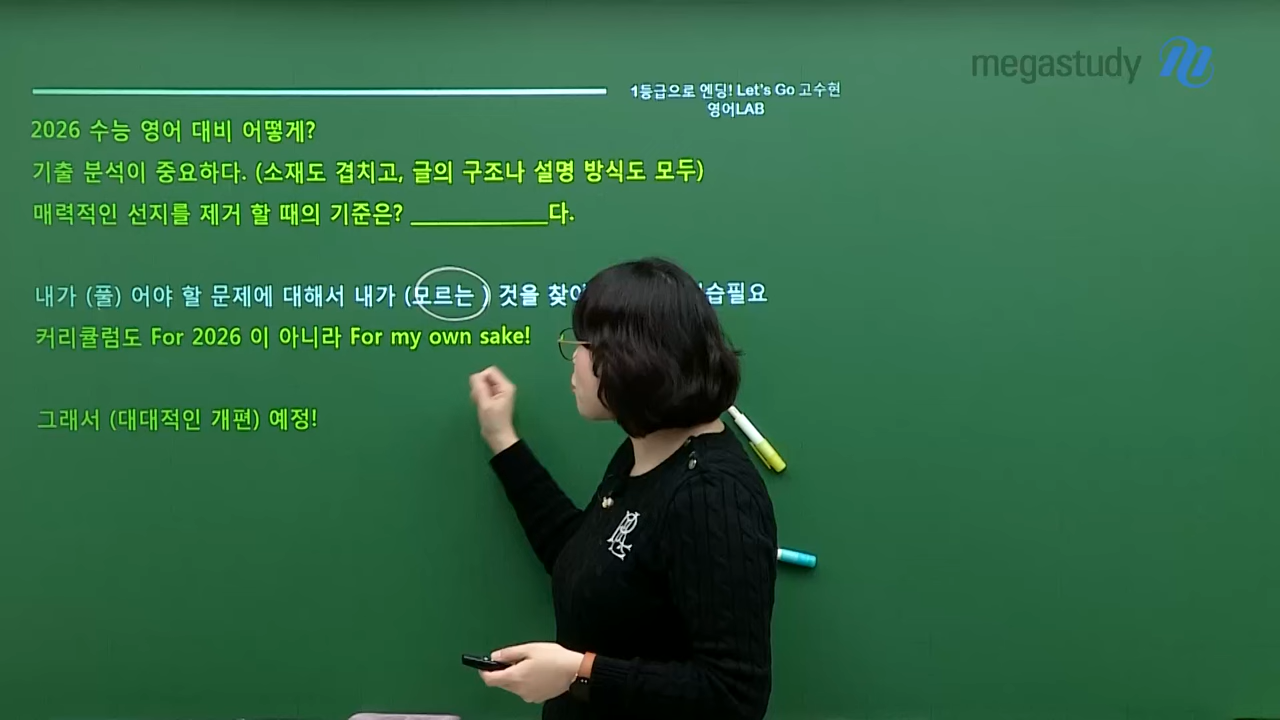 megastudy
1등급으로 엔딩! Let's Go 고수현
영어LAB
2026 수능 영어 대비 어떻게?
기출 분석이 중요하다. (소재도 겹치고, 글의 구조나 설명 방식도 모두)
매력적인 선지를 제거 할 때의 기준은? ____________다.
내가 (풀) 어야 할 문제에 대해서 내가 (모르는 ) 것을 찾아 습필요
커리큘럼도 For 2026 이 아니라 For my own sake!
그래서 (대대적인 개편) 예정!